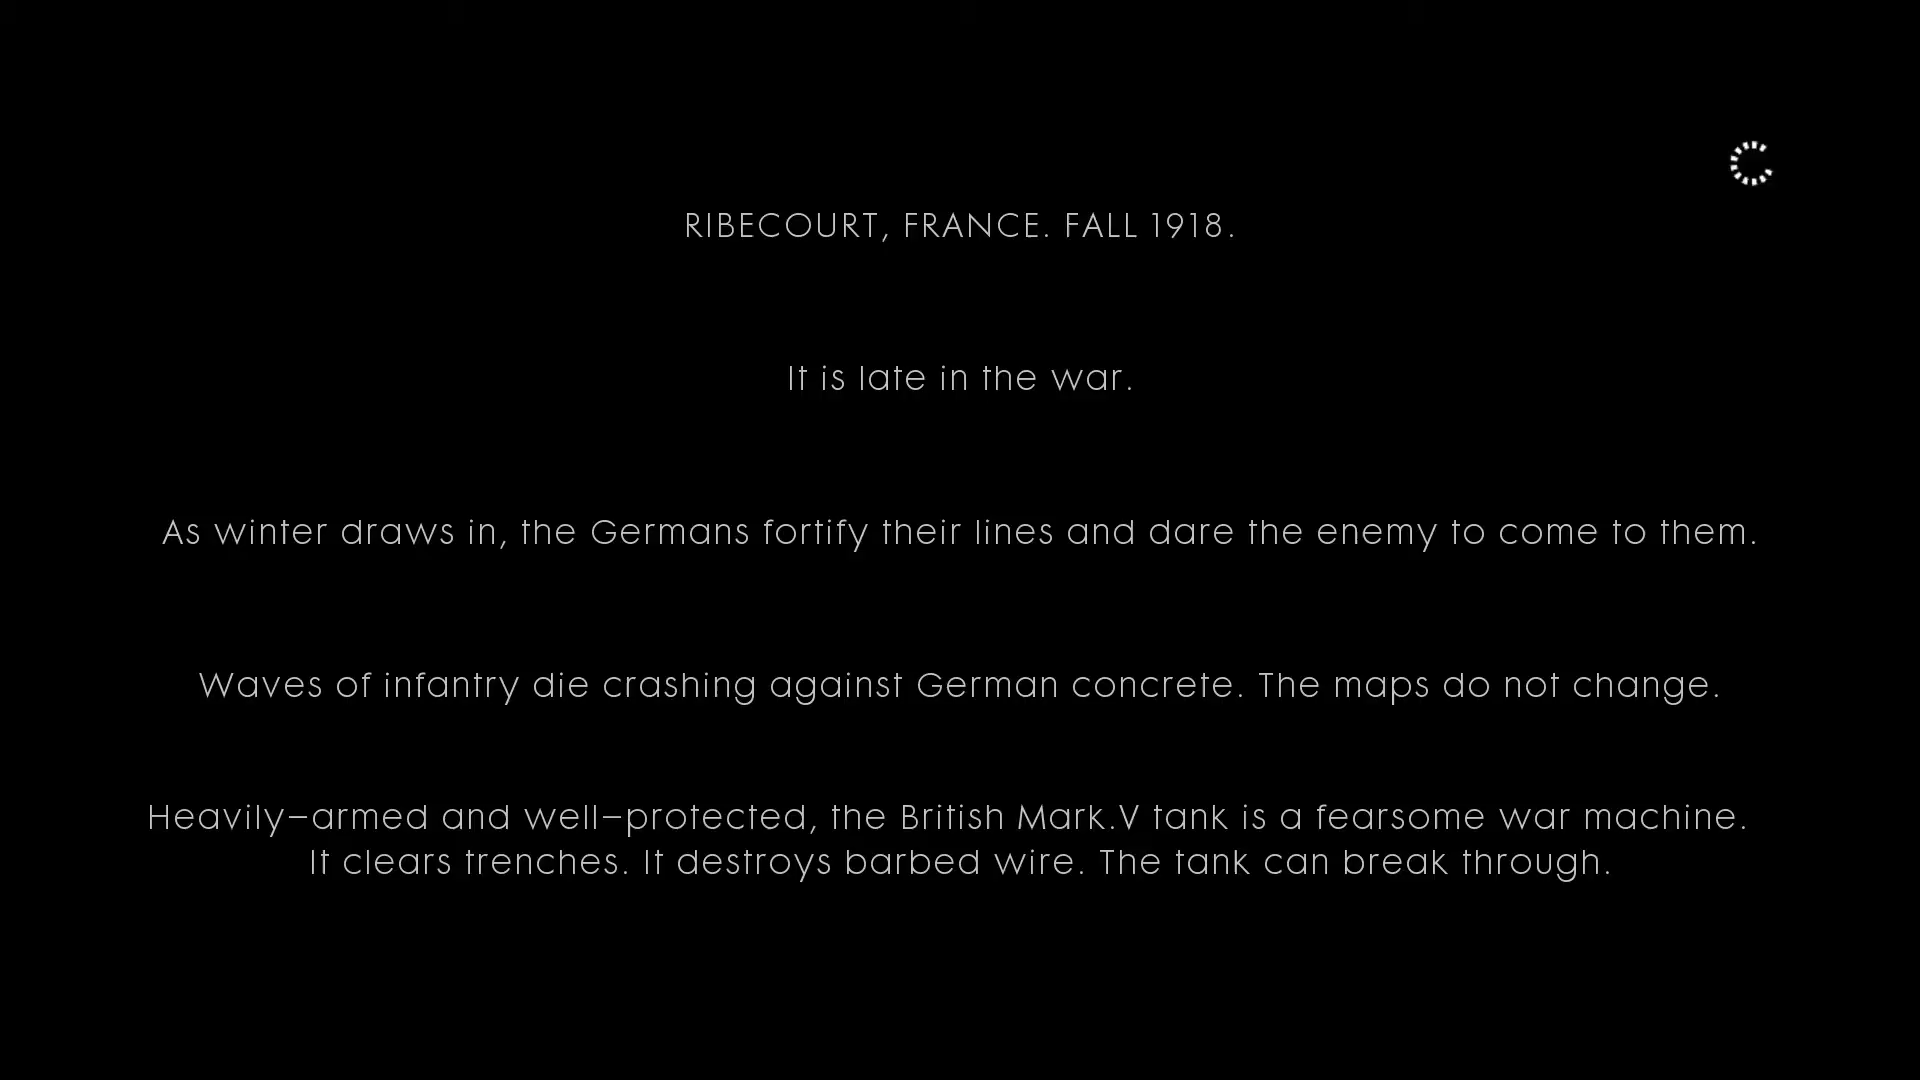 RIBECOURT, FRANCE. FALL 1918.
It is late in the war.
As winter draws in, the Germans fortify their lines and dare the enemy to come to them.
Waves of infantry die crashing against German concrete. The maps do not change.
Heavily-armed and well-protected, the British Mark.V tank is a fearsome war machine.
It clears trenches. It destroys barbed wire. The tank can break through.